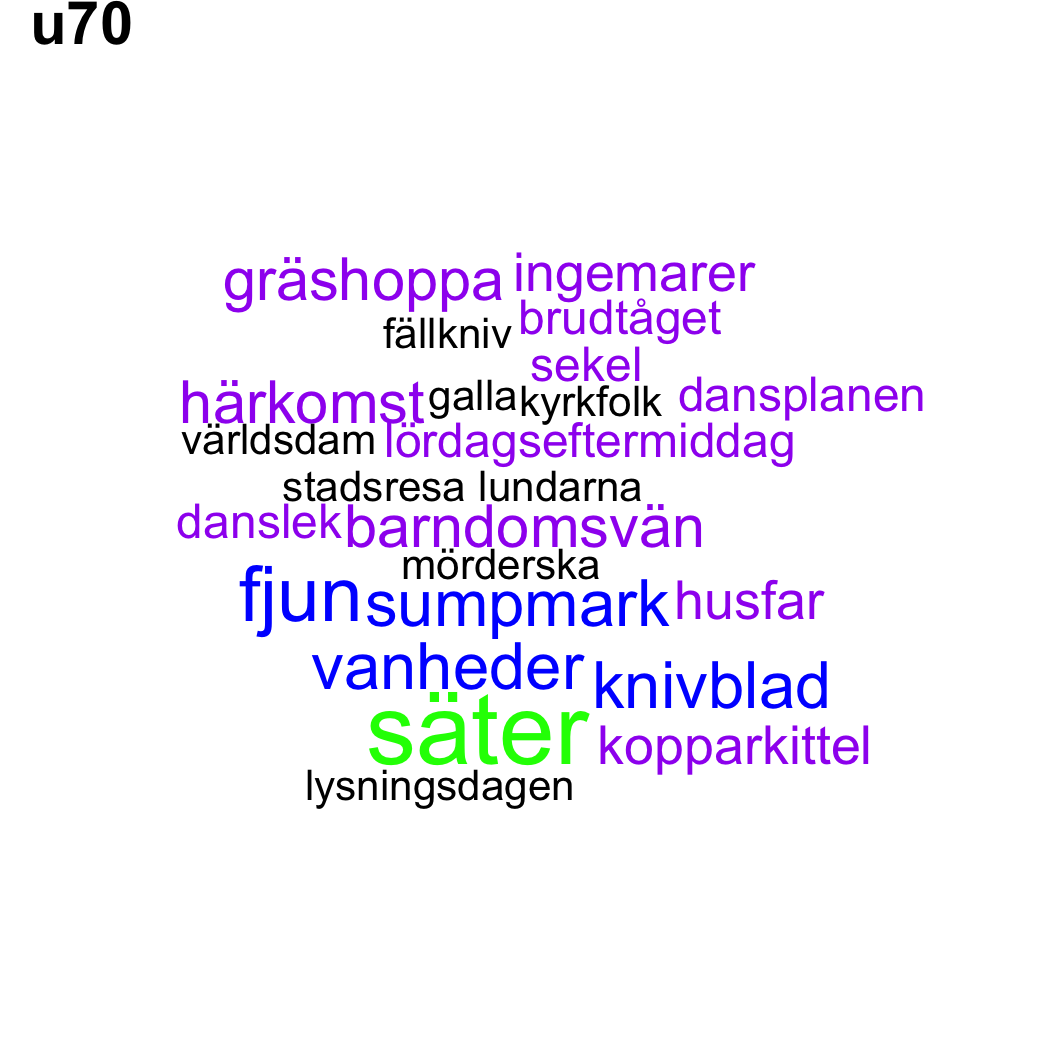 u70
gräshoppa ingemarer
fällkniv brudtåget
sekel
härkomst galla kyrkfolk dansplanen
världsdam lördagseftermiddag
stadsresa lundarna
danslek barndomsvän
mörderska
fjun sumpmark husfar
vanheder knivblad
säter kopparkittel
lysningsdagen